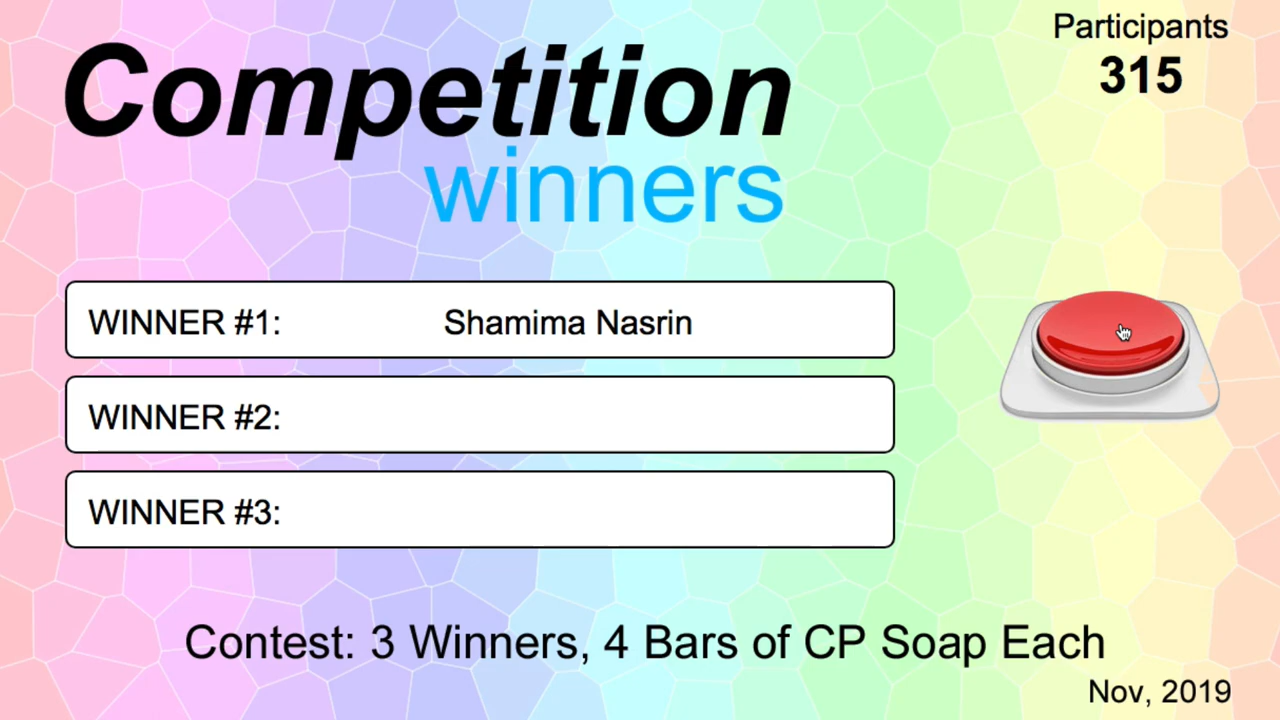 Participants
315
Competition
winners
WINNER #1: Shamima Nasrin
WINNER #2:
WINNER #3:
Contest: 3 Winners, 4 Bars of CP Soap Each
Nov, 2019